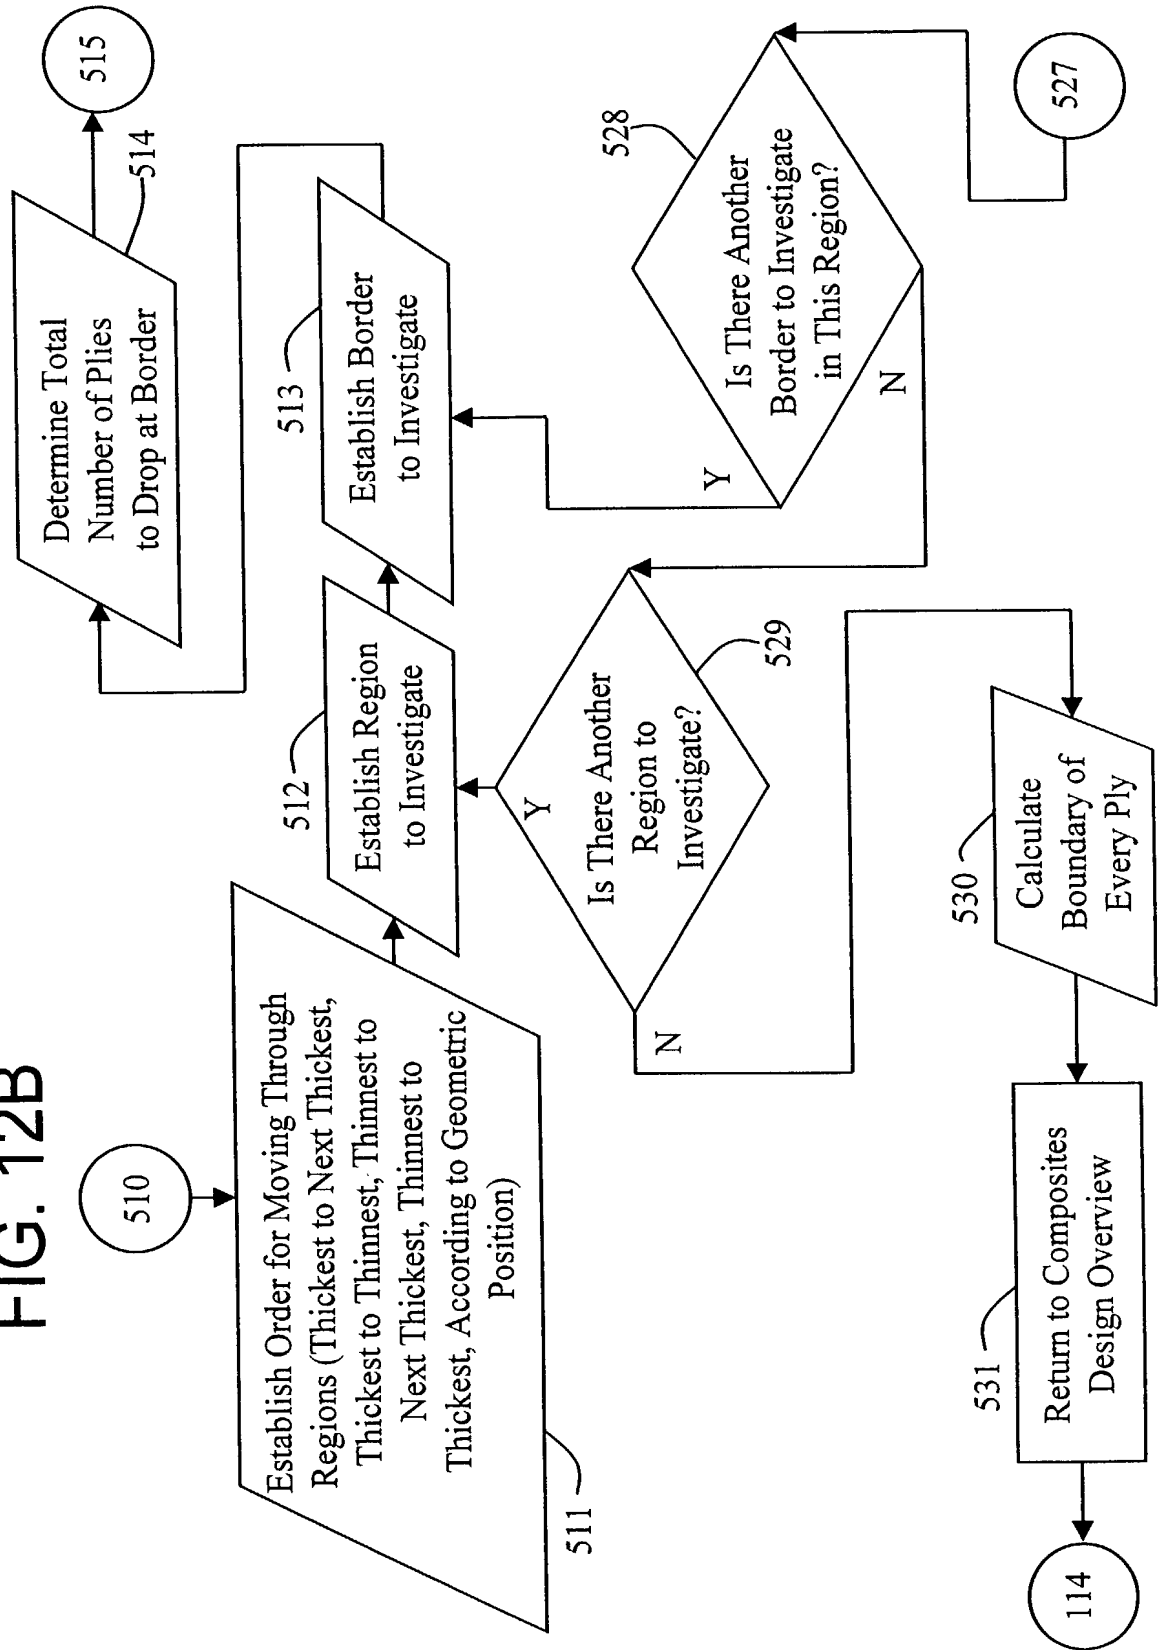 FIG. 12B
510
Establish Order for Moving Through
Regions (Thickest to Next Thickest,
Thickest to Thinnest, Thinnest to
Next Thickest, Thinnest to
Thickest, According to Geometric
Position)
511
512
Establish Region
to Investigate
513
Establish Border
to Investigate
Determine Total
Number of Plies
to Drop at Border
514
515
Is There Another
Region to
Investigate?
Y
N
529
528
Is There Another
Border to Investigate
in This Region?
Y
N
527
530
Calculate
Boundary of
Every Ply
531
Return to Composites
Design Overview
114